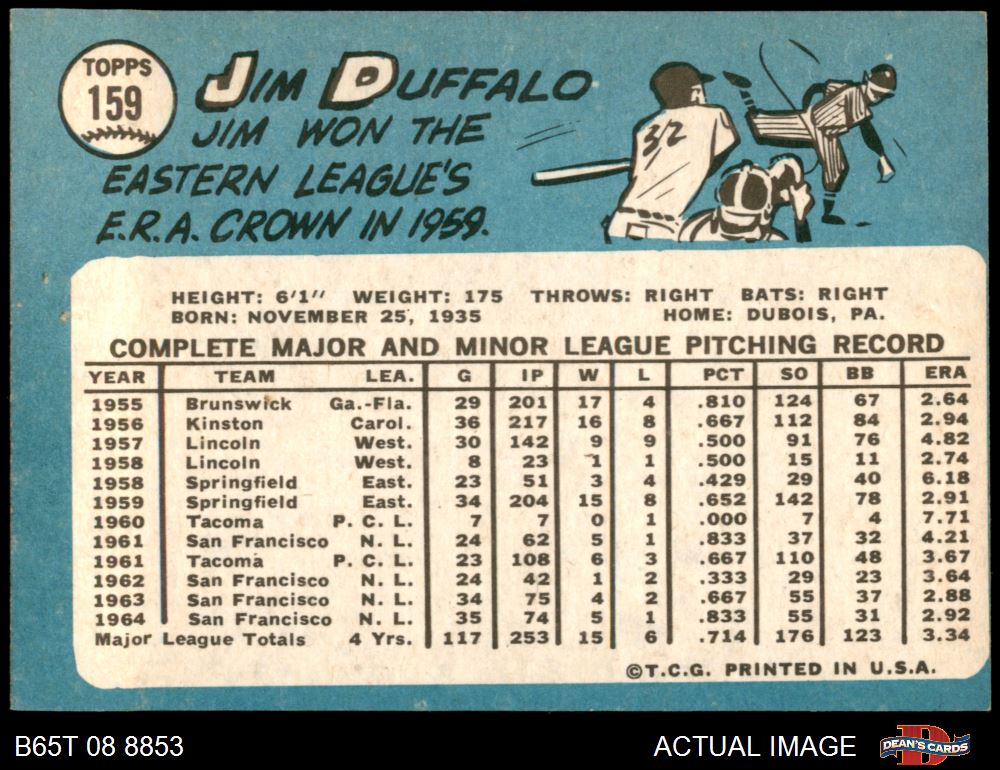 TOPPS
159
JIM DUFFALO
JIM WON THE
EASTERN LEAGUE'S
E.R.A. CROWN IN 1959.
32
HEIGHT: 6'1" WEIGHT: 175 THROWS: RIGHT BATS: RIGHT
BORN: NOVEMBER 25, 1935 HOME: DUBOIS, PA.
COMPLETE MAJOR AND MINOR LEAGUE PITCHING RECORD
YEAR TEAM LEA. G IP W L PCT SO BB ERA
1955 Brunswick Ga.-Fla. 29 201 17 4 .810 124 67 2.64
1956 Kinston Carol. 36 217 16 8 .667 112 84 2.94
1957 Lincoln West. 30 142 9 9 .500 91 76 4.82
1958 Lincoln West. 8 23 1 1 .500 15 11 2.74
1958 Springfield East. 23 51 3 4 .429 29 40 6.18
1959 Springfield East. 34 204 15 8 .652 142 78 2.91
1960 Tacoma P. C. L. 7 7 0 1 .000 7 4 7.71
1961 San Francisco N. L. 24 62 5 1 .833 37 32 4.21
1961 Tacoma P. C. L. 23 108 6 3 .667 110 48 3.67
1962 San Francisco N. L. 24 42 1 2 .333 29 23 3.64
1963 San Francisco N. L. 34 75 4 2 .667 55 37 2.88
1964 San Francisco N. L. 35 74 5 1 .833 55 31 2.92
Major League Totals 4 Yrs. 117 253 15 6 .714 176 123 3.34
©T.C.G. PRINTED IN U.S.A.
B65T 08 8853 ACTUAL IMAGE D DEAN'S CARDS